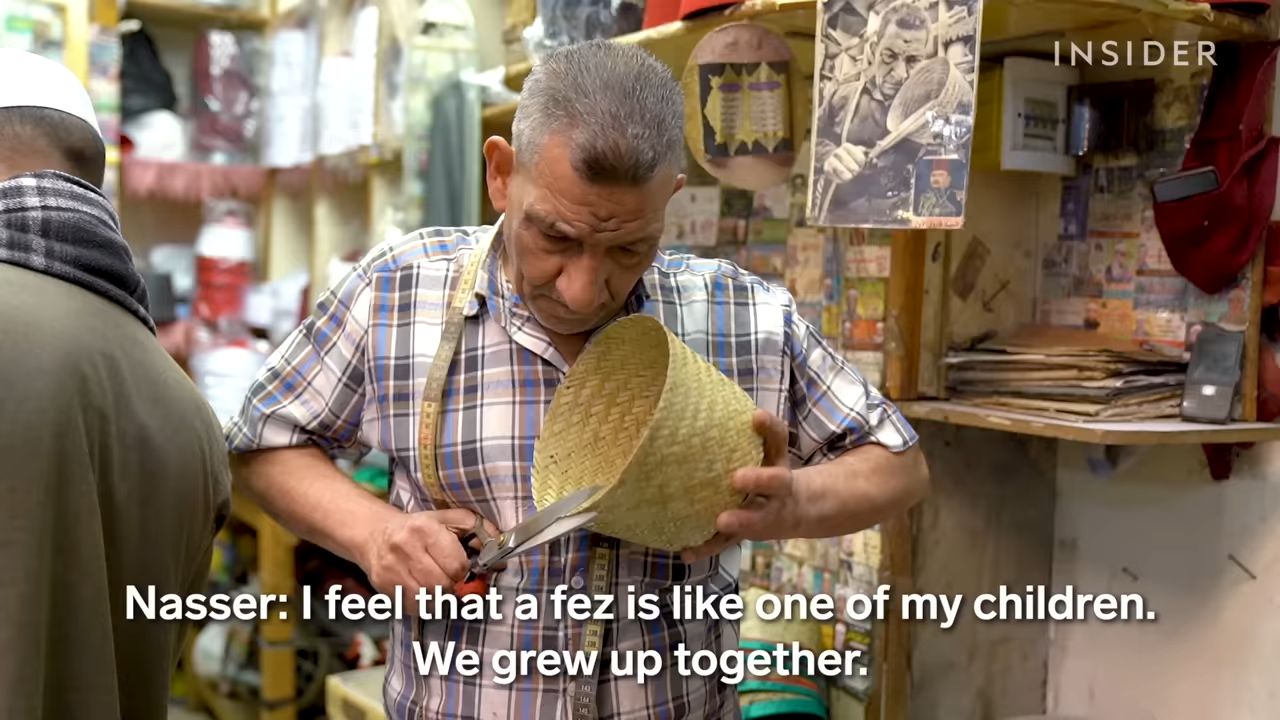 INSIDER
Nasser: I feel that a fez is like one of my children.
We grew up together.